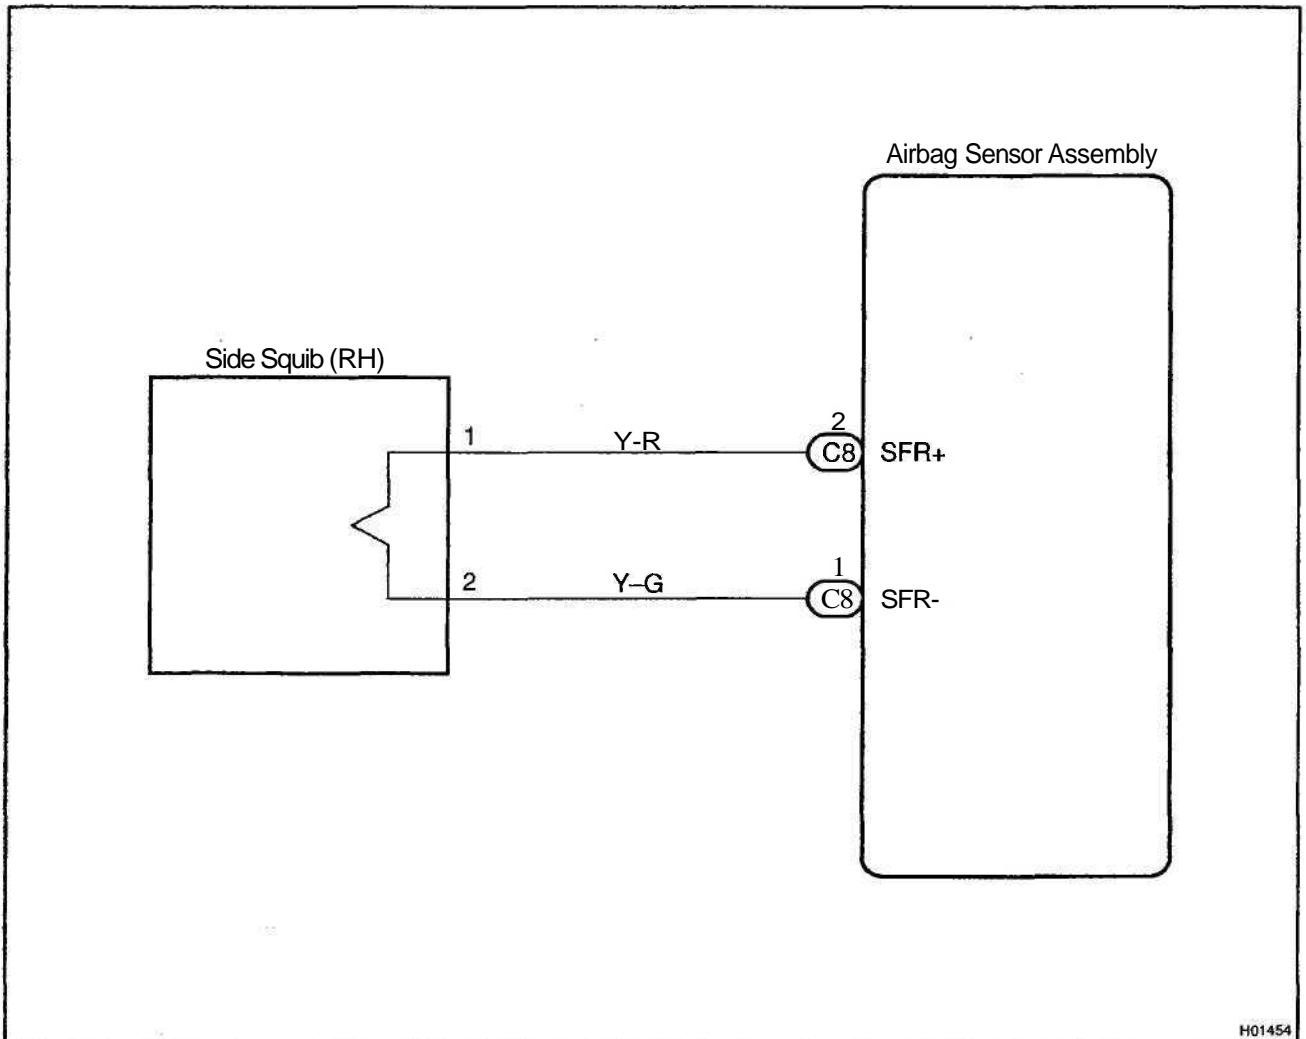 Airbag Sensor Assembly
Side Squib (RH)
1 Y-R 2
C8 SFR+
2 Y–G 1
C8 SFR-
H01454